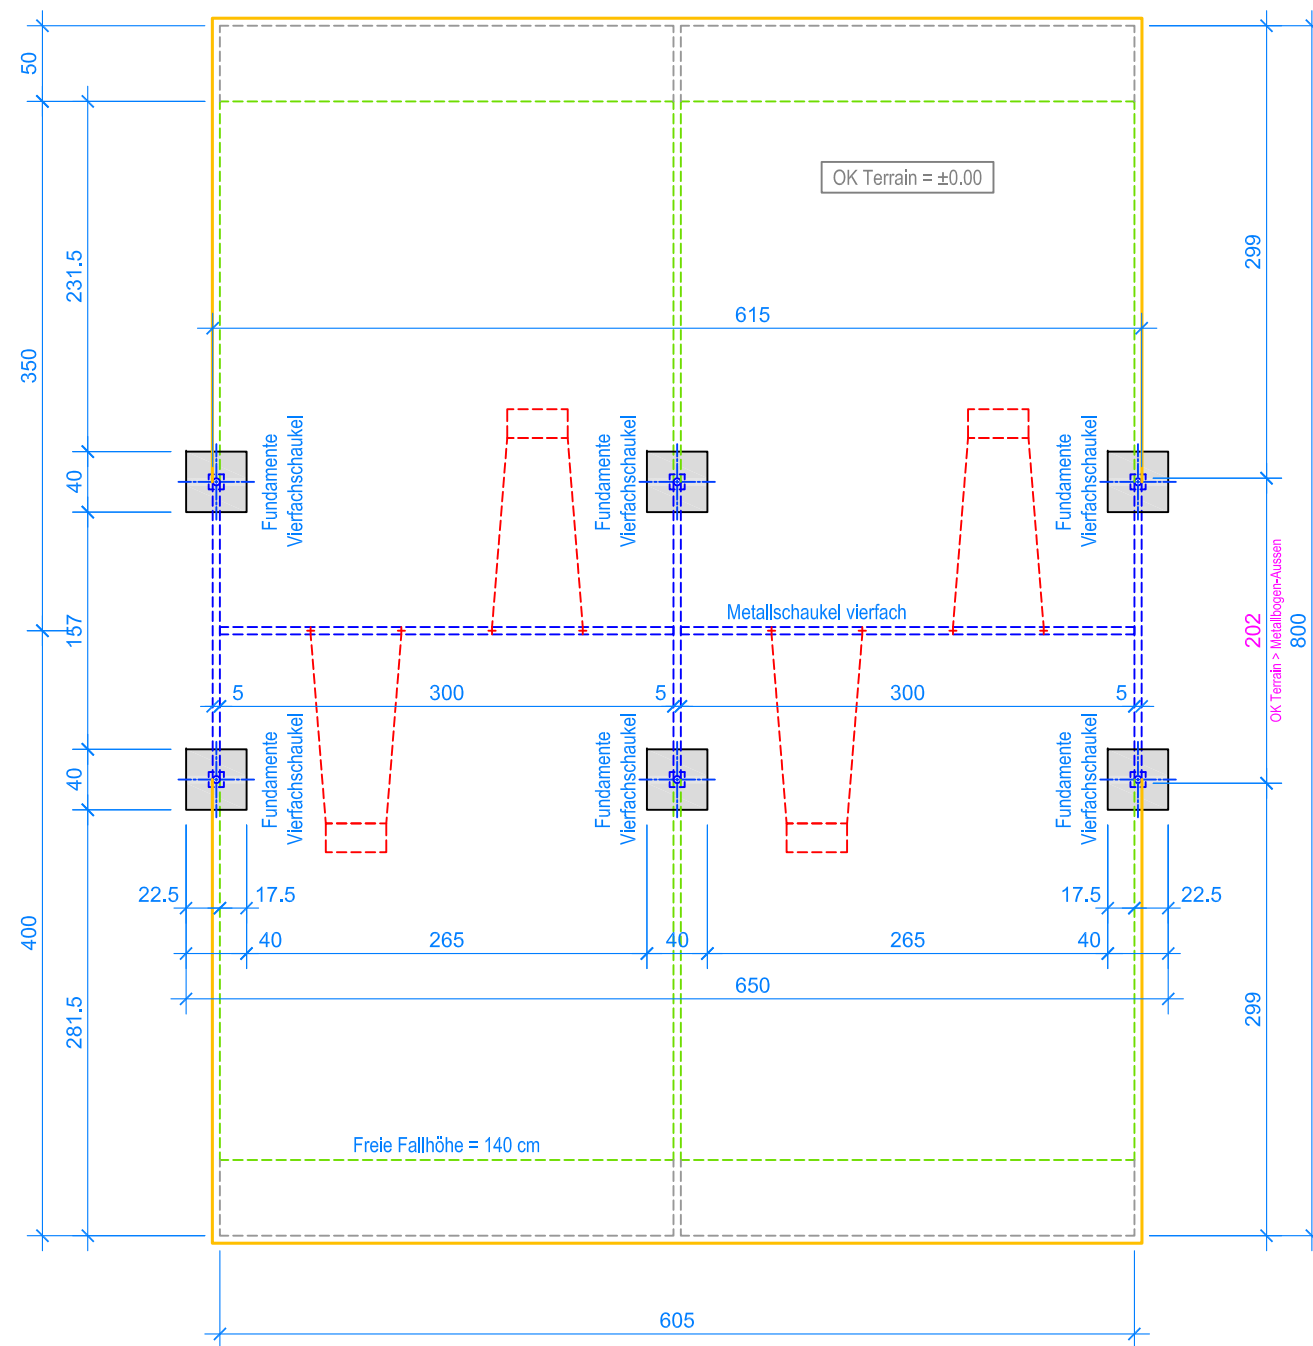 50
OK Terrain = ±0.00
231.5
299
615
350
Fundamente
Vierfachschaukel
Fundamente
Vierfachschaukel
Fundamente
Vierfachschaukel
40
Metallschaukel vierfach
157
202
OK Terrain > Metallbogen-Aussen
800
5
300
5
300
5
Fundamente
Vierfachschaukel
Fundamente
Vierfachschaukel
Fundamente
Vierfachschaukel
40
22.5
17.5
17.5
22.5
400
40
265
40
265
40
650
281.5
299
Freie Fallhöhe = 140 cm
605